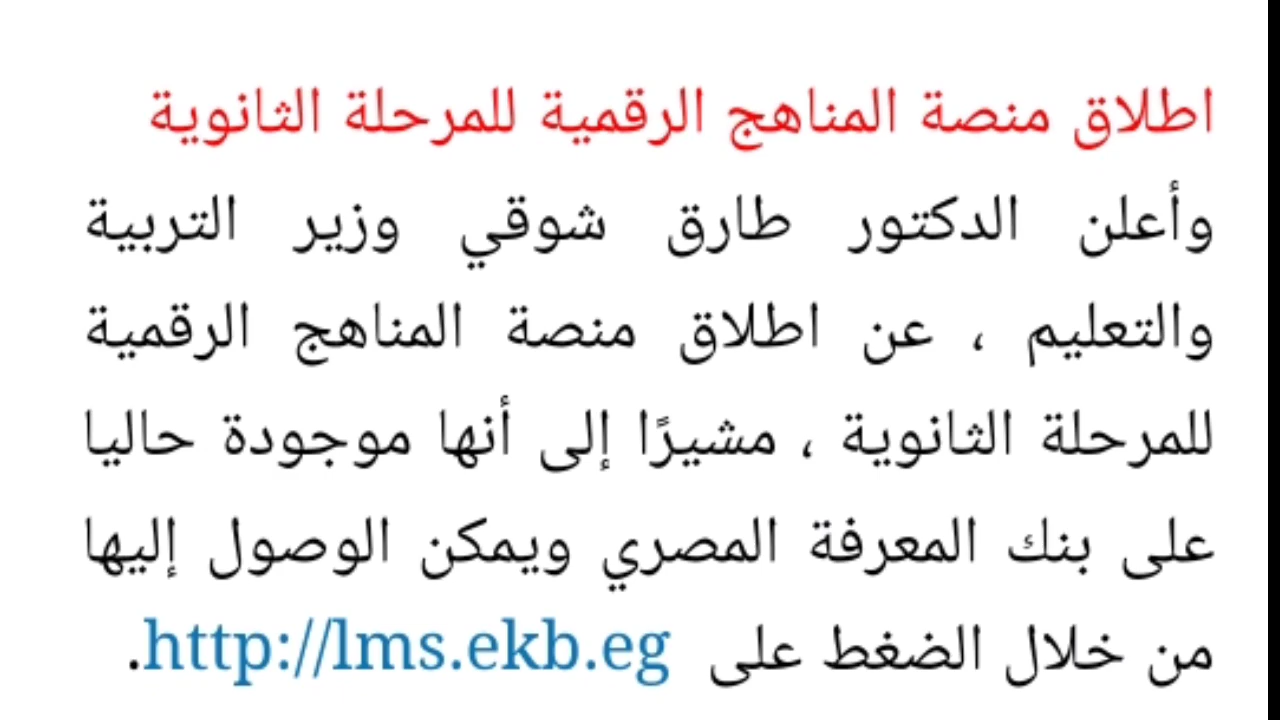 اطلاق منصة المناهج الرقمية للمرحلة الثانوية
وأعلن الدكتور طارق شوقي وزير التربية
والتعليم ، عن اطلاق منصة المناهج الرقمية
للمرحلة الثانوية ، مشيرًا إلى أنها موجودة حاليا
على بنك المعرفة المصري ويمكن الوصول إليها
من خلال الضغط على http://lms.ekb.eg.